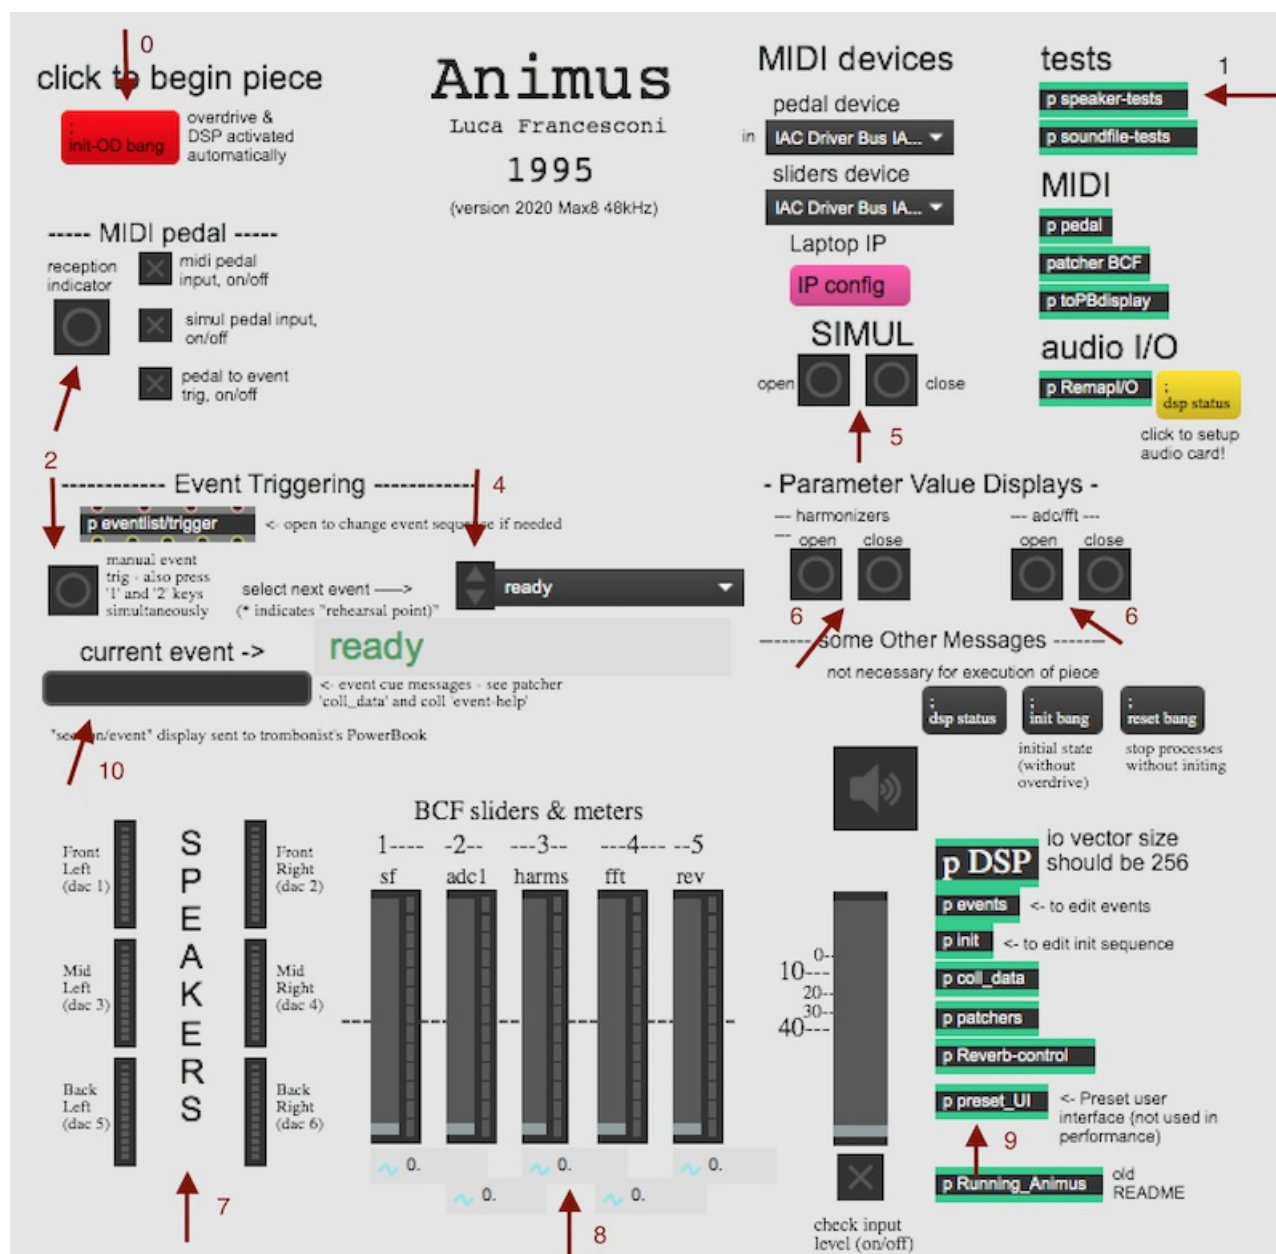 0
click to begin piece
;
init-OD bang
overdrive &
DSP activated
automatically
Animus
Luca Francesconi
1995
(version 2020 Max8 48kHz)
MIDI devices
pedal device
in
IAC Driver Bus IA...
sliders device
IAC Driver Bus IA...
Laptop IP
IP config
SIMUL
open
close
5
tests
1
p speaker-tests
p soundfile-tests
MIDI
p pedal
patcher BCF
p toPBdisplay
audio I/O
p RemapI/O
;
dsp status
click to setup
audio card!
----- MIDI pedal -----
reception
indicator
midi pedal
input, on/off
simul pedal input,
on/off
pedal to event
trig, on/off
2
------------ Event Triggering ------------
4
p eventlist/trigger
<- open to change event sequence if needed
manual event
trig - also press
'1' and '2' keys
simultaneously
select next event ---->
(* indicates "rehearsal point)"
ready
current event ->
ready
<- event cue messages - see patcher
'coll_data' and coll 'event-help'
"section/event" display sent to trombonist's PowerBook
10
- Parameter Value Displays -
--- harmonizers
---
open
close
--- adc/fft ---
open
close
6
6
------- some Other Messages -------
not necessary for execution of piece
;
dsp status
;
init bang
;
reset bang
initial state
(without
overdrive)
stop processes
without initing
Front
Left
(dac 1)
Mid
Left
(dac 3)
Back
Left
(dac 5)
SPEAKERS
Front
Right
(dac 2)
Mid
Right
(dac 4)
Back
Right
(dac 6)
7
BCF sliders & meters
1---- -2-- ---3-- ---4--- --5
sf adc1 harms fft rev
0.
0.
0.
0.
0.
8
0--
10---
20--
30--
40---
check input
level (on/off)
p DSP
io vector size
should be 256
p events
<- to edit events
p init
<- to edit init sequence
p coll_data
p patchers
p Reverb-control
p preset_UI
<- Preset user
interface (not used in
performance)
9
p Running_Animus
old
README